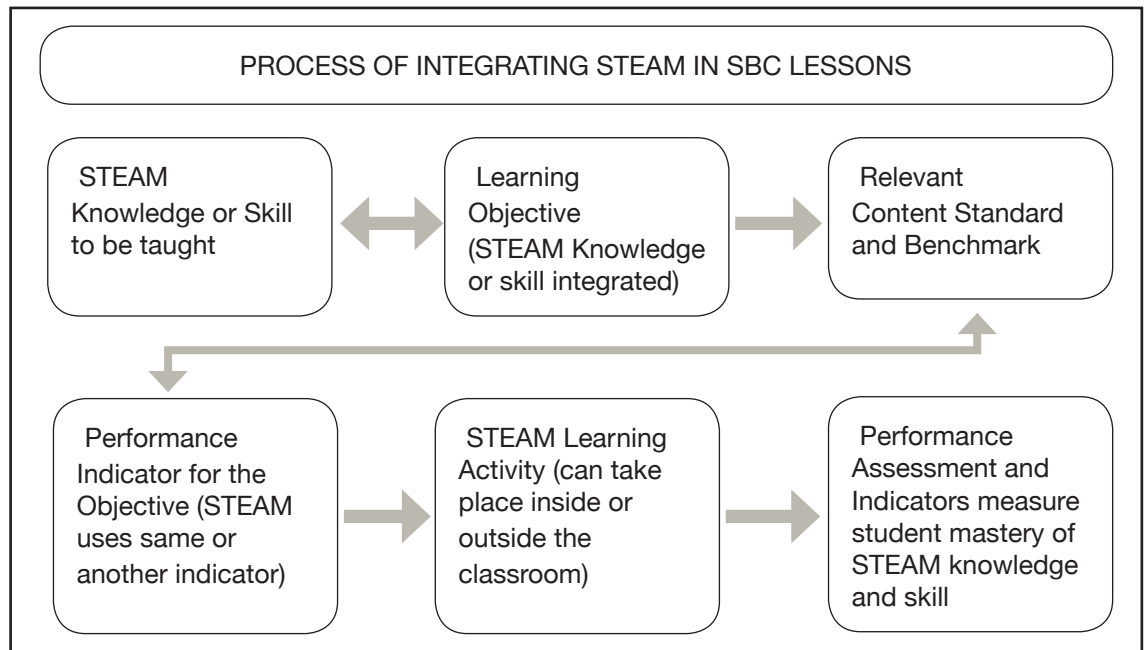 PROCESS OF INTEGRATING STEAM IN SBC LESSONS
STEAM
Knowledge or Skill
to be taught
Learning
Objective
(STEAM Knowledge
or skill integrated)
Relevant
Content Standard
and Benchmark
Performance
Indicator for the
Objective (STEAM
uses same or
another indicator)
STEAM Learning
Activity (can take
place inside or
outside the
classroom)
Performance
Assessment and
Indicators measure
student mastery of
STEAM knowledge
and skill